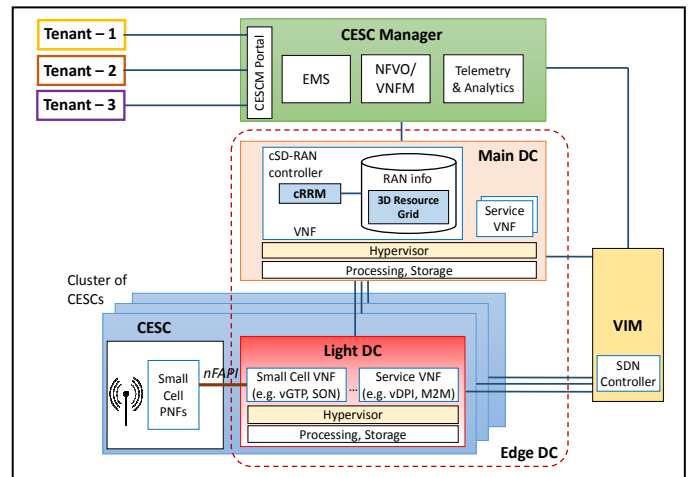 Tenant – 1
Tenant – 2
Tenant – 3
CESCM Portal
CESC Manager
EMS
NFVO/
VNFM
Telemetry
& Analytics
Main DC
cSD-RAN
controller
cRRM
RAN info
3D Resource
Grid
VNF
Service
VNF
Hypervisor
Processing, Storage
Cluster of
CESCs
CESC
Small
Cell
PNFs
nFAPI
Light DC
Small Cell VNF
(e.g. vGTP, SON)
...
Service VNF
(e.g. vDPI, M2M)
Hypervisor
Processing, Storage
Edge DC
VIM
SDN
Controller